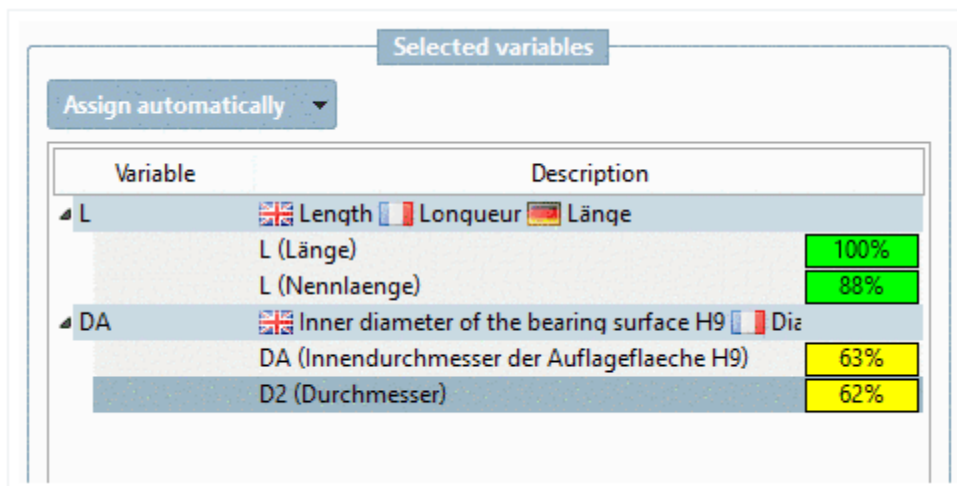 Selected variables
Assign automatically
Variable Description
L Length Longueur Länge
L (Länge) 100%
L (Nennlaenge) 88%
DA Inner diameter of the bearing surface H9 Dia
DA (Innendurchmesser der Auflageflaeche H9) 63%
D2 (Durchmesser) 62%